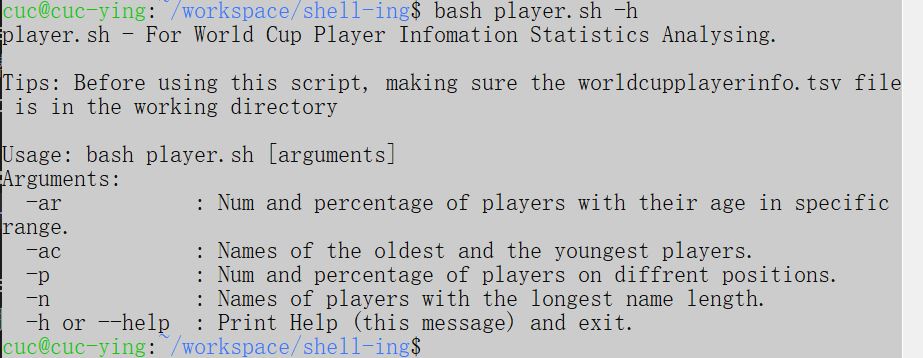 cuc@cuc-ying:~/workspace/shell-ing$ bash player.sh -h
player.sh - For World Cup Player Infomation Statistics Analysing.
Tips: Before using this script, making sure the worldcupplayerinfo.tsv file
is in the working directory
Usage: bash player.sh [arguments]
Arguments:
-ar : Num and percentage of players with their age in specific
range.
-ac : Names of the oldest and the youngest players.
-p : Num and percentage of players on diffrent positions.
-n : Names of players with the longest name length.
-h or --help : Print Help (this message) and exit.
cuc@cuc-ying:~/workspace/shell-ing$